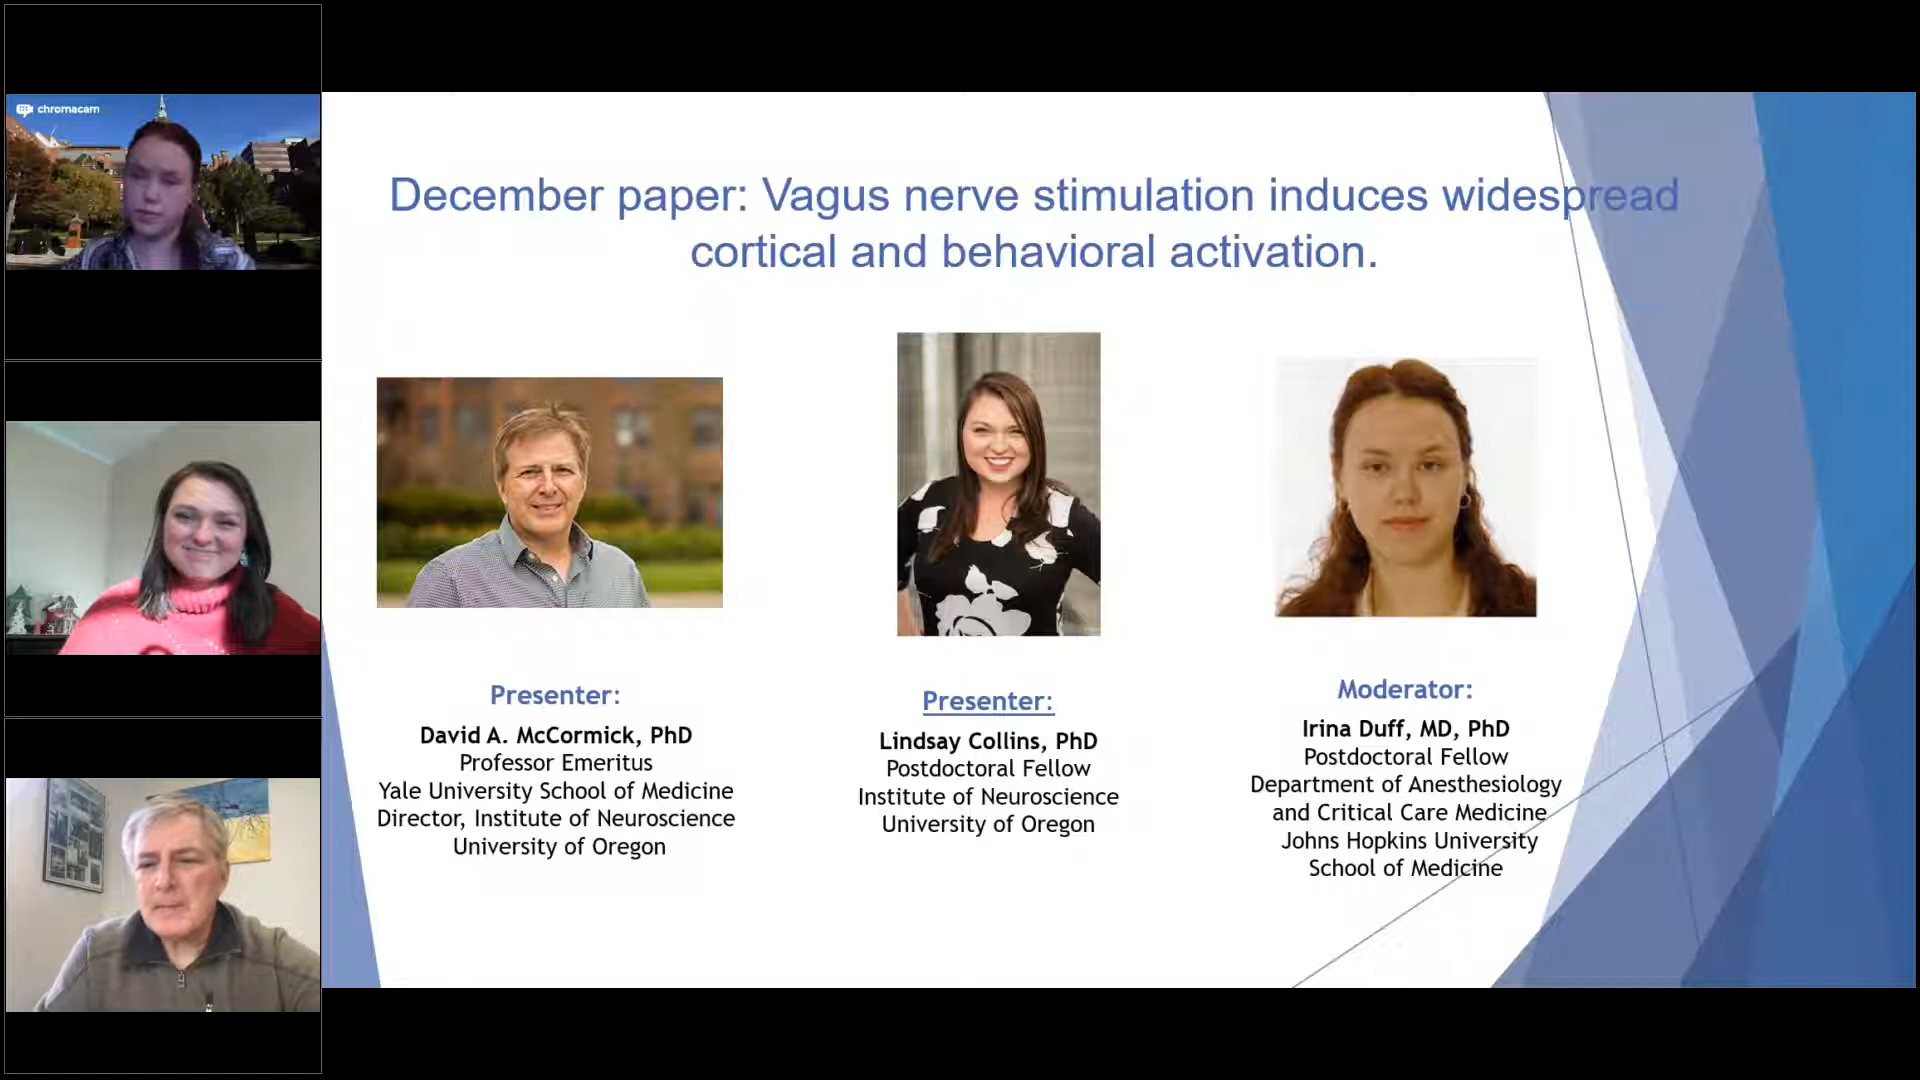 chromacam
December paper: Vagus nerve stimulation induces widespread
cortical and behavioral activation.
Presenter:
David A. McCormick, PhD
Professor Emeritus
Yale University School of Medicine
Director, Institute of Neuroscience
University of Oregon
Presenter:
Lindsay Collins, PhD
Postdoctoral Fellow
Institute of Neuroscience
University of Oregon
Moderator:
Irina Duff, MD, PhD
Postdoctoral Fellow
Department of Anesthesiology
and Critical Care Medicine
Johns Hopkins University
School of Medicine